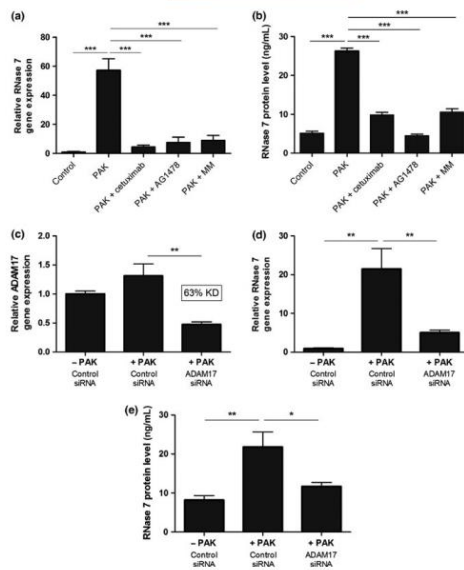 (a)
Relative RNase 7
gene expression
80
60
40
20
0
***
***
***
***
Control
PAK
PAK + cetuximab
PAK + AG1478
PAK + MM
(b)
RNase 7 protein level (ng/mL)
30
20
10
0
***
***
***
***
Control
PAK
PAK + cetuximab
PAK + AG1478
PAK + MM
(c)
Relative ADAM17
gene expression
2.0
1.5
1.0
0.5
0.0
**
63% KD
– PAK
Control
siRNA
+ PAK
Control
siRNA
+ PAK
ADAM17
siRNA
(d)
Relative RNase 7
gene expression
30
20
10
0
**
**
– PAK
Control
siRNA
+ PAK
Control
siRNA
+ PAK
ADAM17
siRNA
(e)
RNase 7 protein level (ng/mL)
30
20
10
0
**
*
– PAK
Control
siRNA
+ PAK
Control
siRNA
+ PAK
ADAM17
siRNA